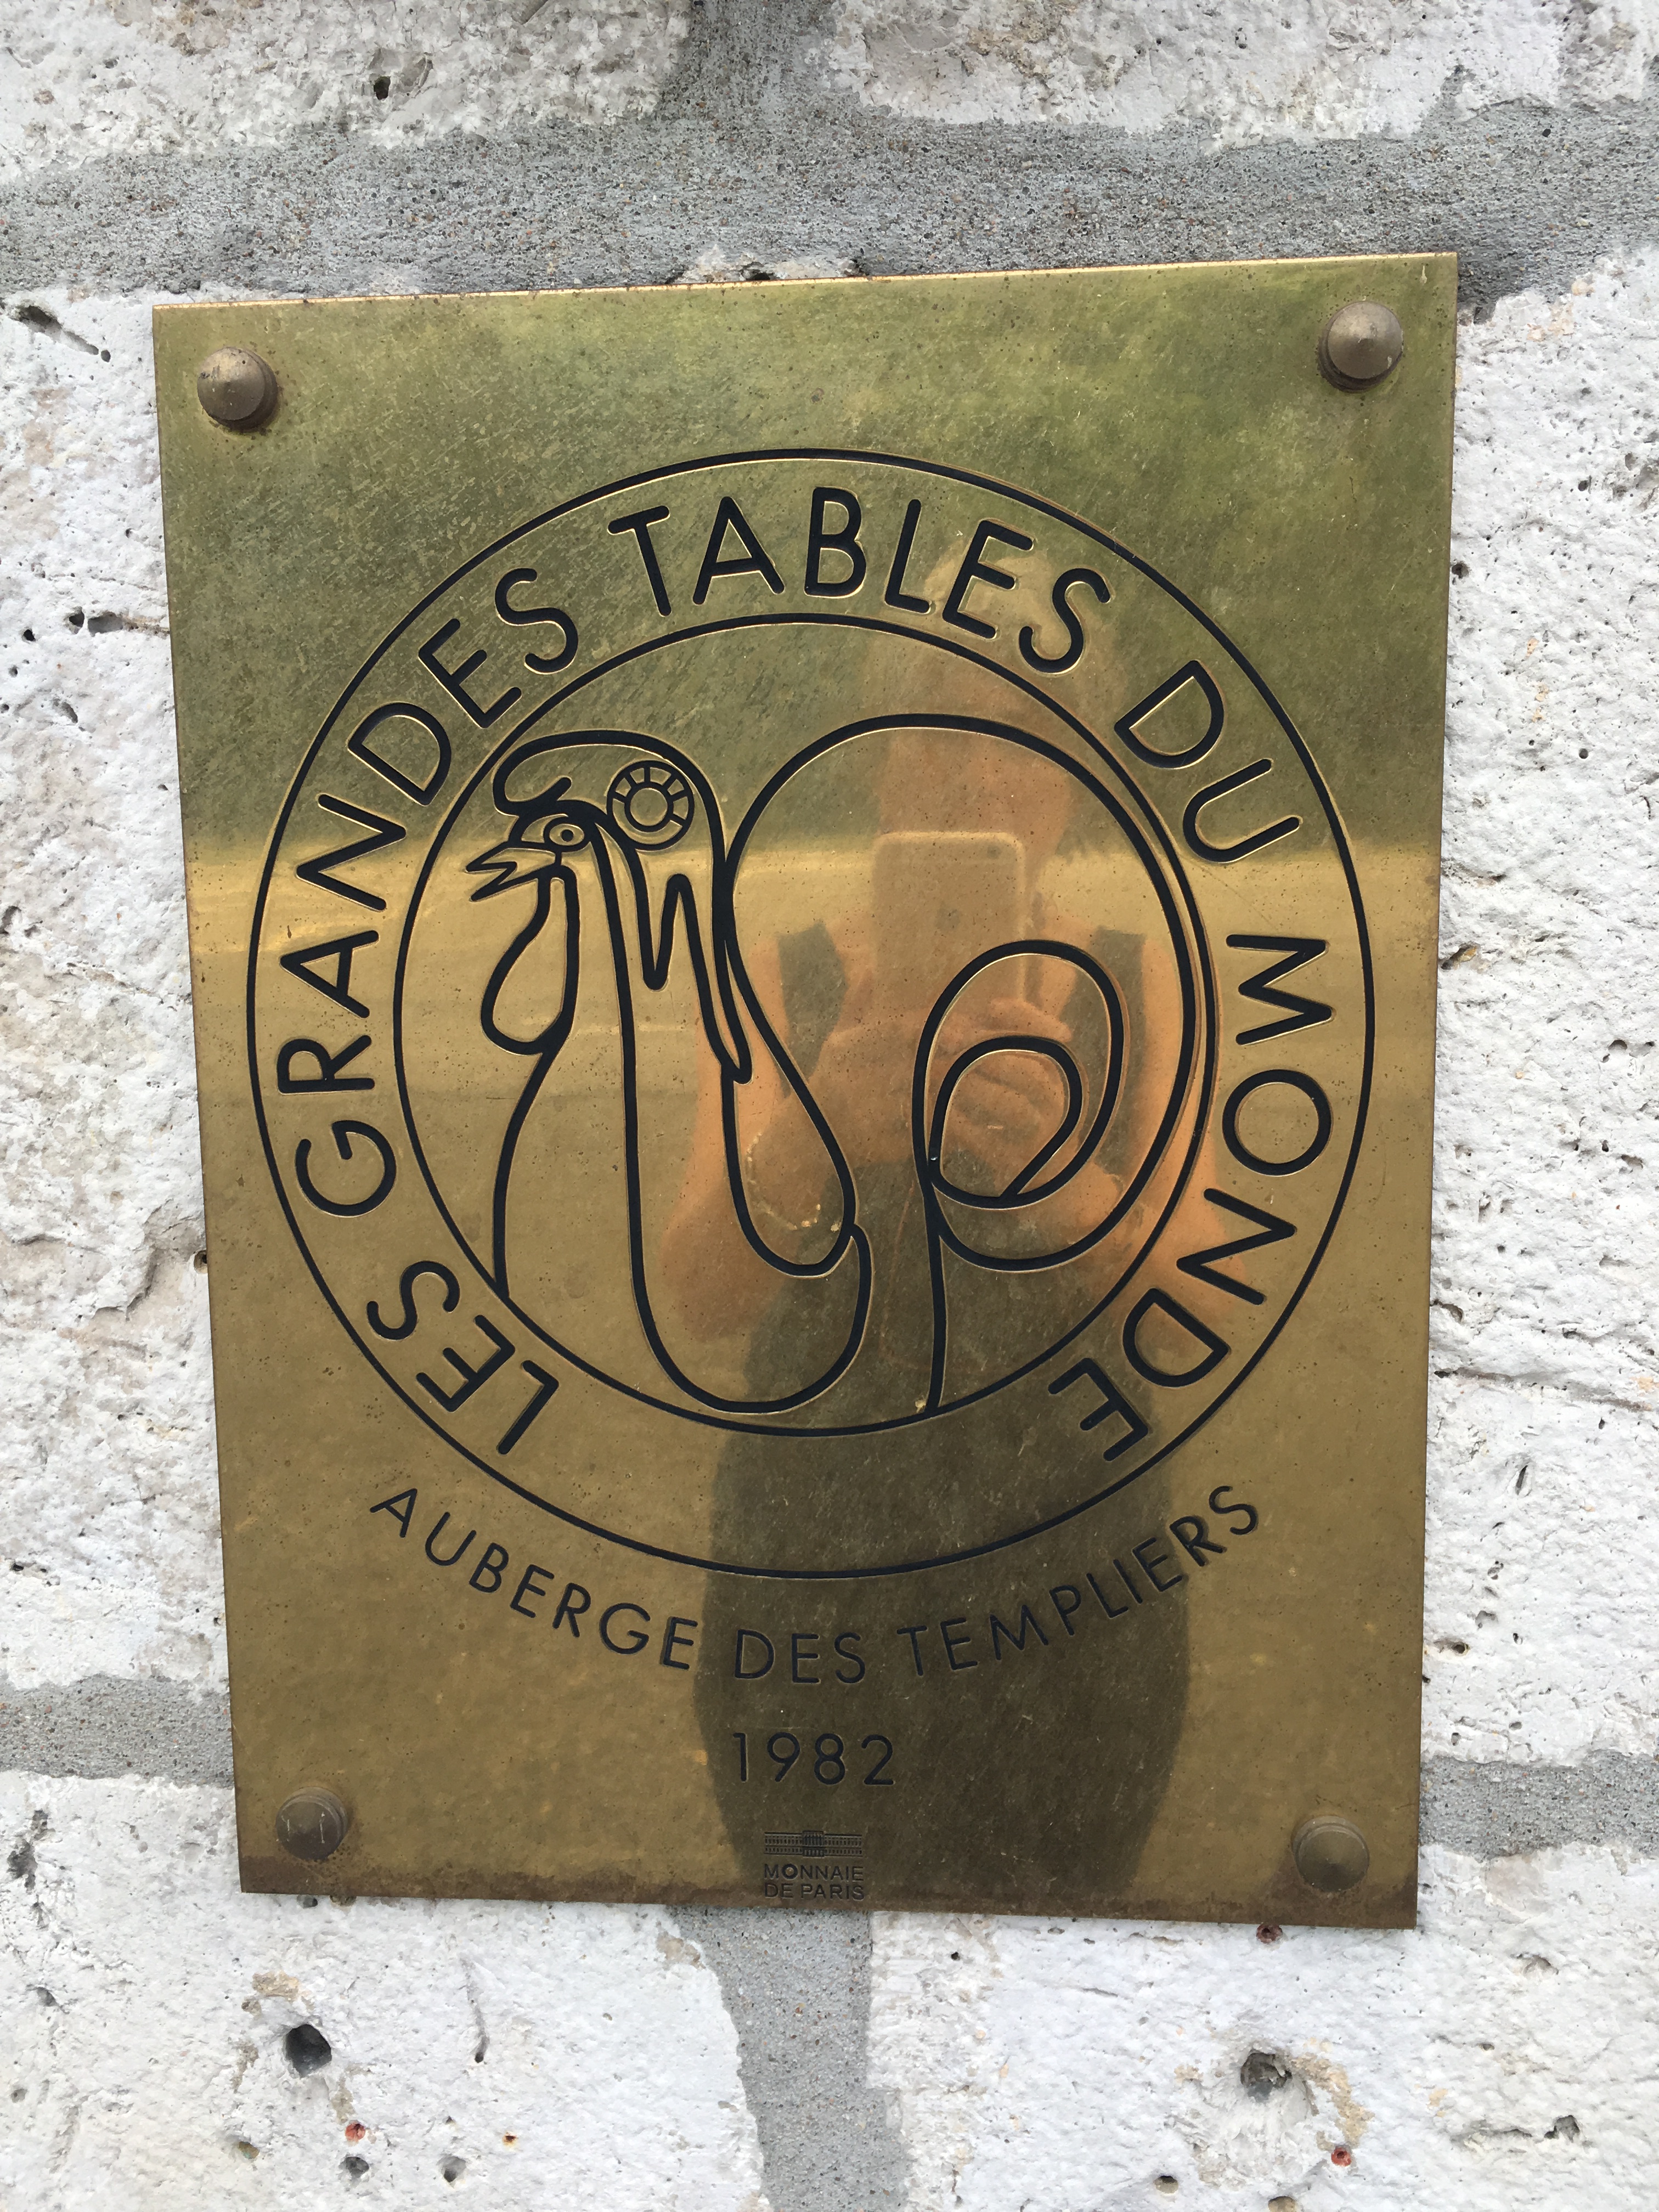 LES GRANDES TABLES DU MONDE
AUBERGE DES TEMPLIERS
1982
MONNAIE
DE PARIS